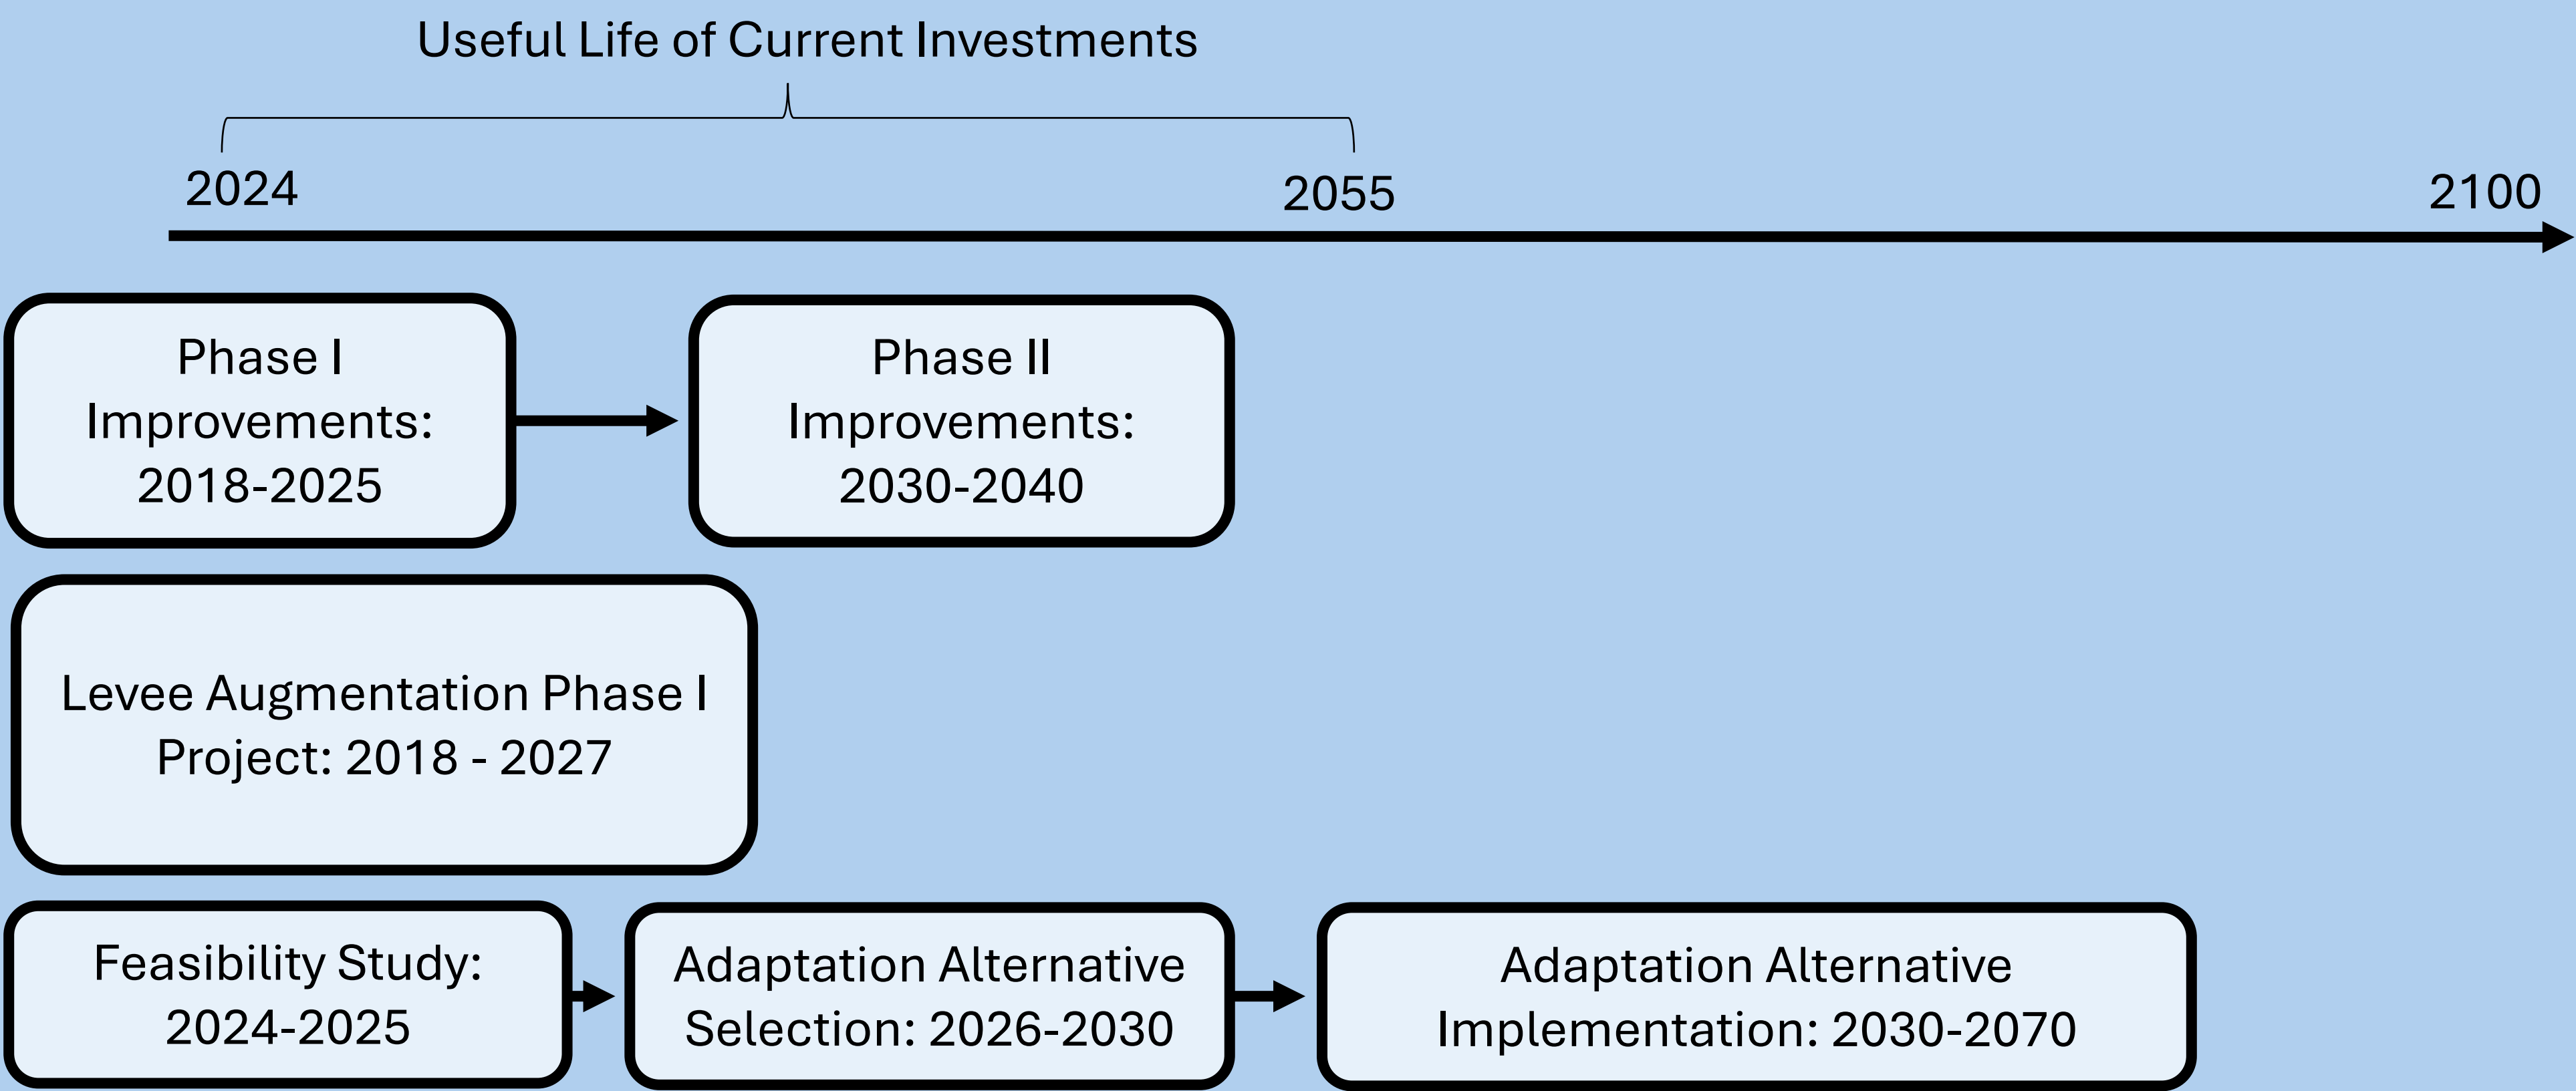 Useful Life of Current Investments
2024
2055
2100
Phase I
Improvements:
2018-2025
Phase II
Improvements:
2030-2040
Levee Augmentation Phase I
Project: 2018 - 2027
Feasibility Study:
2024-2025
Adaptation Alternative
Selection: 2026-2030
Adaptation Alternative
Implementation: 2030-2070